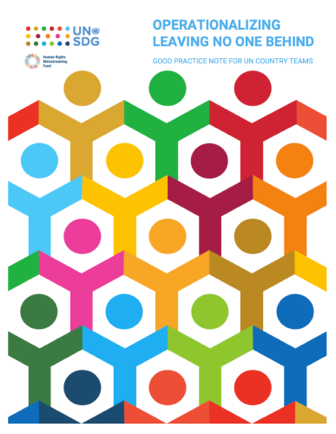 UN
SDG
Human Rights
Mainstreaming
Fund
OPERATIONALIZING
LEAVING NO ONE BEHIND
GOOD PRACTICE NOTE FOR UN COUNTRY TEAMS